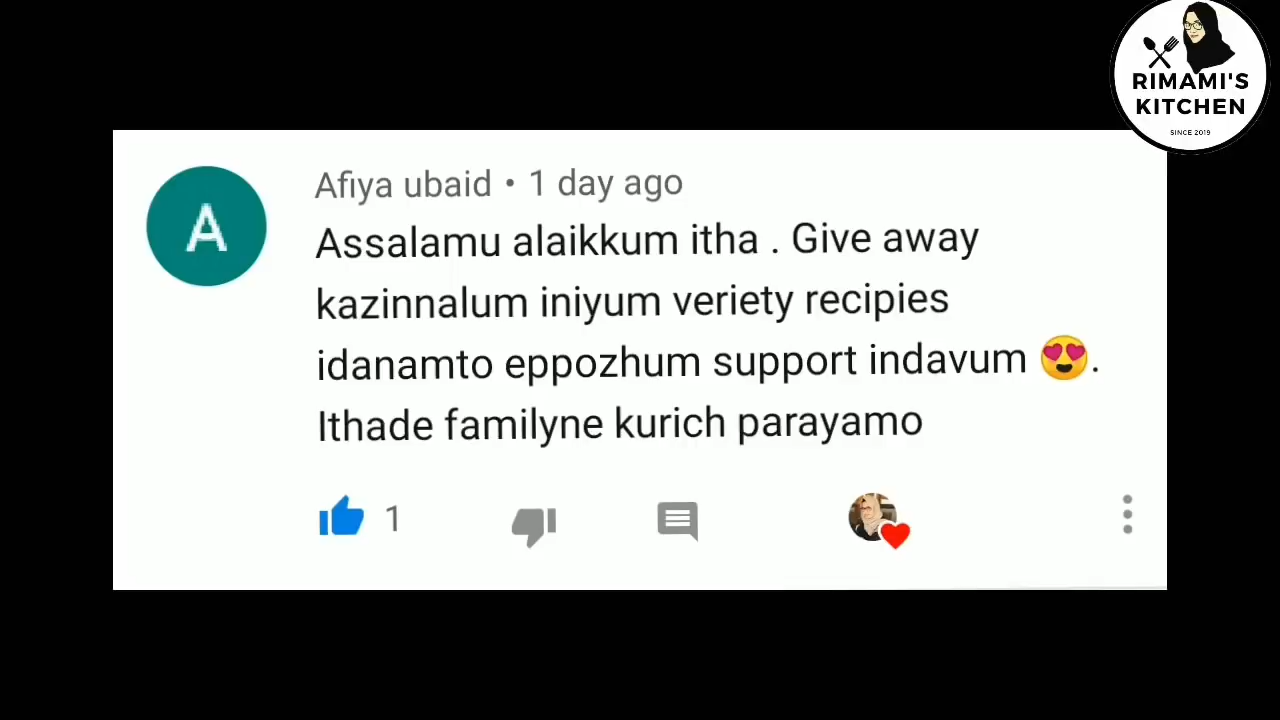 RIMAMI'S
KITCHEN
SINCE 2019
A
Afiya ubaid • 1 day ago
Assalamu alaikkum itha . Give away
kazinnalum iniyum veriety recipies
idanamto eppozhum support indavum 😍.
Ithade familyne kurich parayamo
1